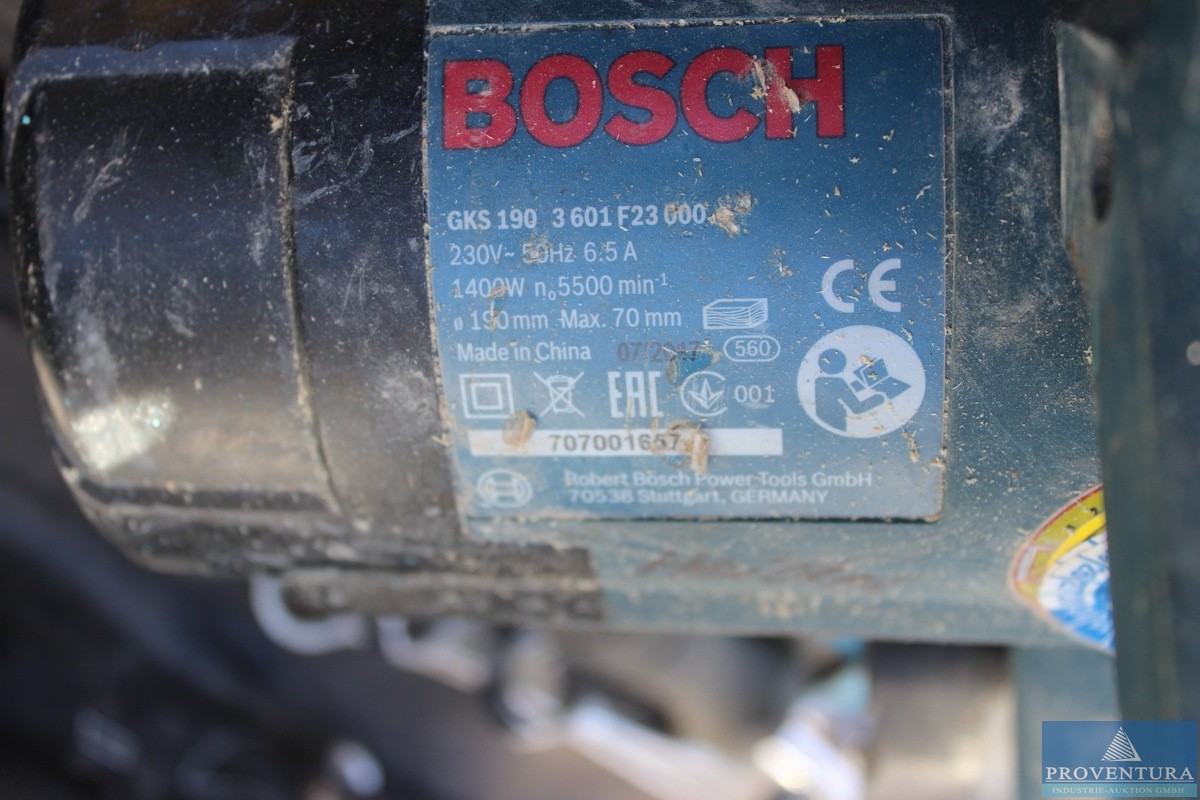 BOSCH
GKS 190 3 601 F23 000
230V~ 50Hz 6.5 A
1400W n₀5500 min⁻¹
ø 190mm Max. 70 mm
Made in China 07/2017 560
EAC 001
CE
707001657
Robert Bosch Power Tools GmbH
70538 Stuttgart, GERMANY
PROVENTURA
INDUSTRIE-AUKTION GMBH